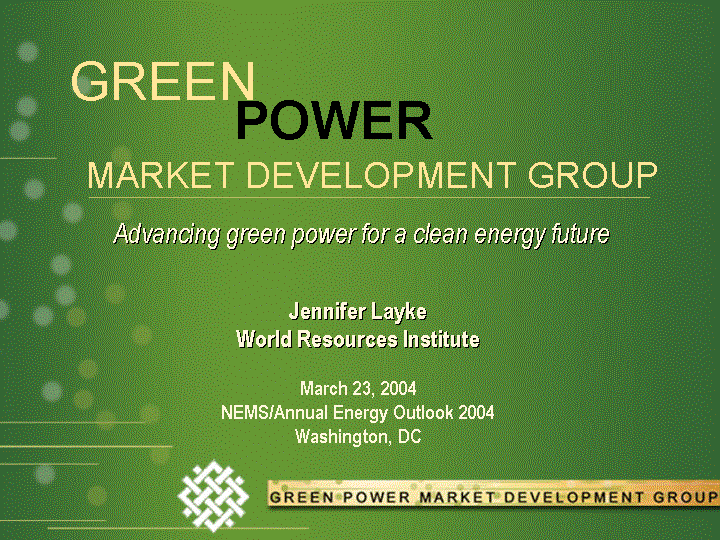 GREEN
POWER
MARKET DEVELOPMENT GROUP
Advancing green power for a clean energy future
Jennifer Layke
World Resources Institute
March 23, 2004
NEMS/Annual Energy Outlook 2004
Washington, DC
GREEN POWER MARKET DEVELOPMENT GROUP